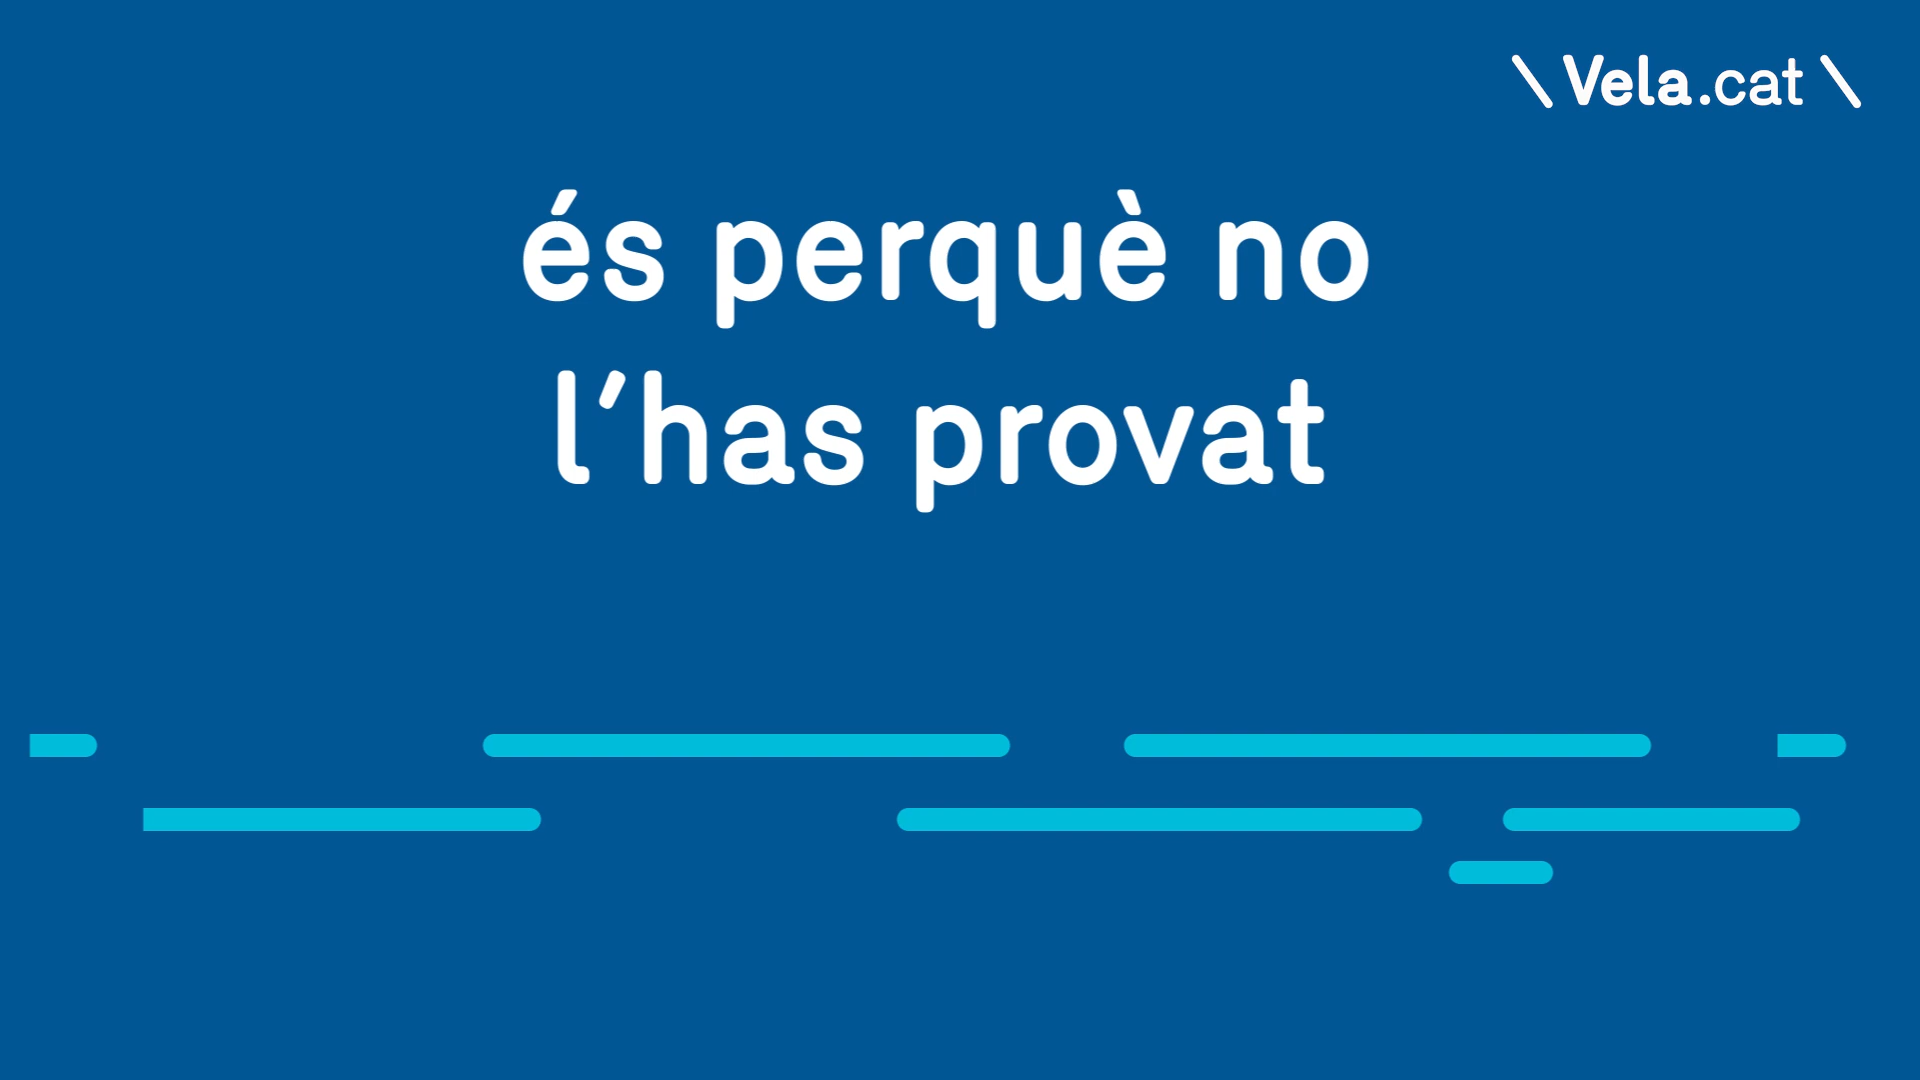 \ Vela.cat \
és perquè no
l'has provat